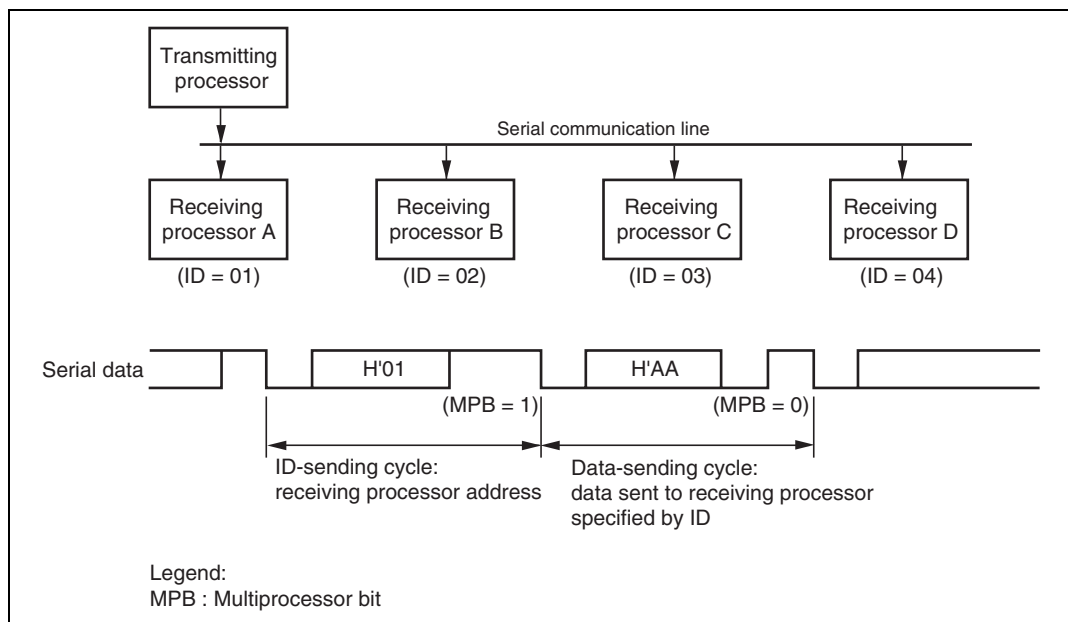 Transmitting
processor
Serial communication line
Receiving
processor A
Receiving
processor B
Receiving
processor C
Receiving
processor D
(ID = 01)
(ID = 02)
(ID = 03)
(ID = 04)
Serial data
H'01
H'AA
(MPB = 1)
(MPB = 0)
ID-sending cycle:
receiving processor address
Data-sending cycle:
data sent to receiving processor
specified by ID
Legend:
MPB : Multiprocessor bit